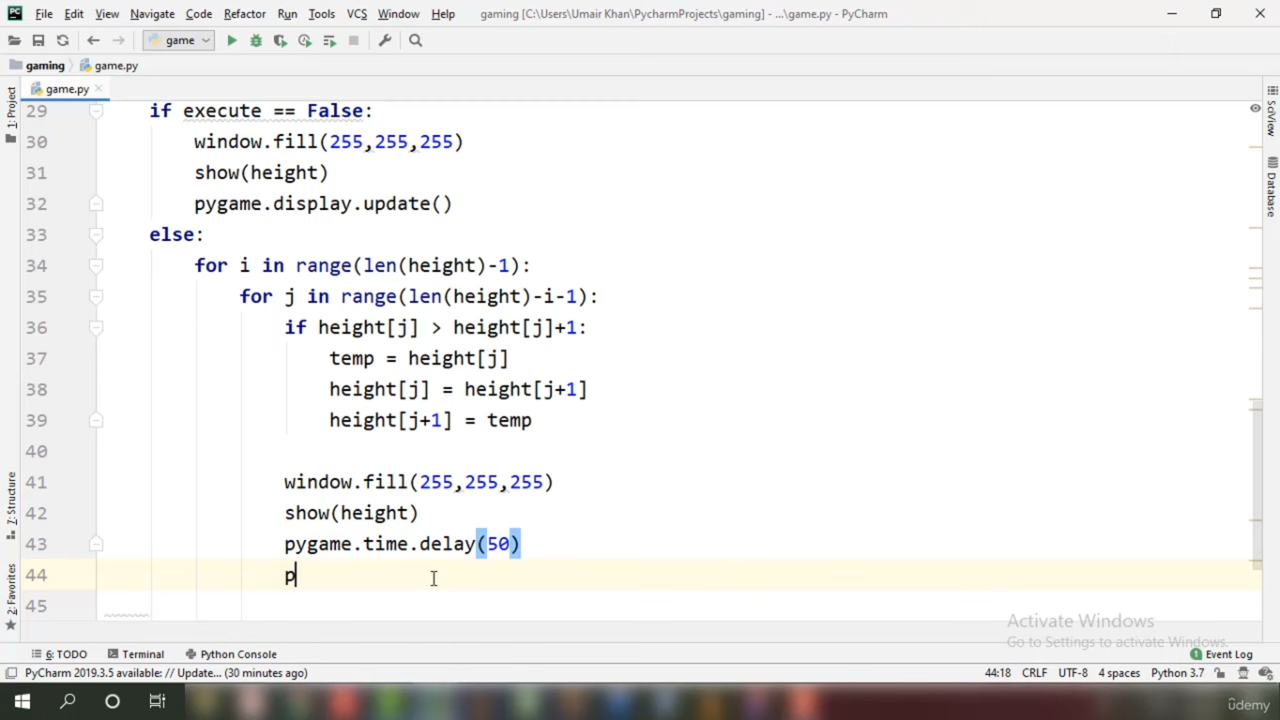 PC File Edit View Navigate Code Refactor Run Tools VCS Window Help gaming [C:\Users\Umair Khan\PycharmProjects\gaming] - ...\game.py - PyCharm
game
gaming game.py
game.py
29 if execute == False:
30 window.fill(255,255,255)
31 show(height)
32 pygame.display.update()
33 else:
34 for i in range(len(height)-1):
35 for j in range(len(height)-i-1):
36 if height[j] > height[j]+1:
37 temp = height[j]
38 height[j] = height[j+1]
39 height[j+1] = temp
40
41 window.fill(255,255,255)
42 show(height)
43 pygame.time.delay(50)
44 p
45
1: Project
7: Structure
2: Favorites
SciView
Database
Activate Windows
Go to Settings to activate Windows.
6: TODO Terminal Python Console 1 Event Log
PyCharm 2019.3.5 available: // Update... (30 minutes ago) 44:18 CRLF UTF-8 4 spaces Python 3.7
ûdemy